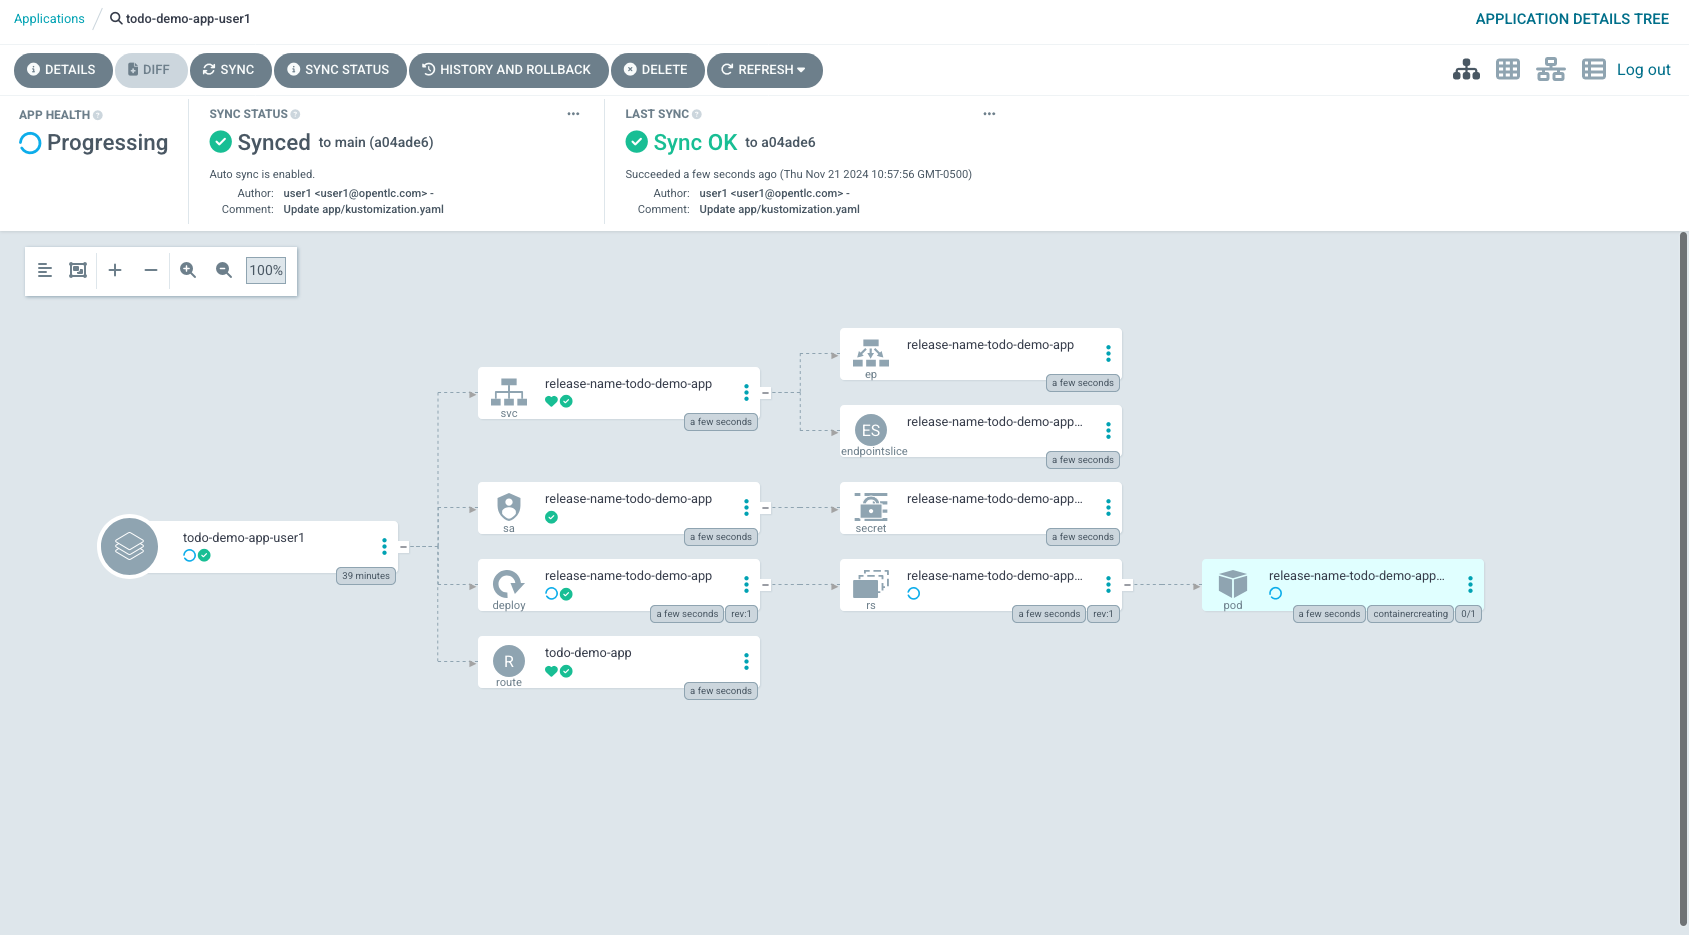 Applications / todo-demo-app-user1
APPLICATION DETAILS TREE
DETAILS DIFF SYNC SYNC STATUS HISTORY AND ROLLBACK DELETE REFRESH
Log out
APP HEALTH
Progressing
SYNC STATUS
Synced to main (a04ade6)
Auto sync is enabled.
Author: user1 <user1@opentlc.com> -
Comment: Update app/kustomization.yaml
LAST SYNC
Sync OK to a04ade6
Succeeded a few seconds ago (Thu Nov 21 2024 10:57:56 GMT-0500)
Author: user1 <user1@opentlc.com> -
Comment: Update app/kustomization.yaml
100%
todo-demo-app-user1
39 minutes
release-name-todo-demo-app
svc
a few seconds
release-name-todo-demo-app
ep
a few seconds
ES
release-name-todo-demo-app...
endpointslice
a few seconds
release-name-todo-demo-app
sa
a few seconds
release-name-todo-demo-app...
secret
a few seconds
release-name-todo-demo-app
deploy
a few seconds rev:1
release-name-todo-demo-app...
rs
a few seconds rev:1
release-name-todo-demo-app...
pod
a few seconds containercreating 0/1
R
todo-demo-app
route
a few seconds